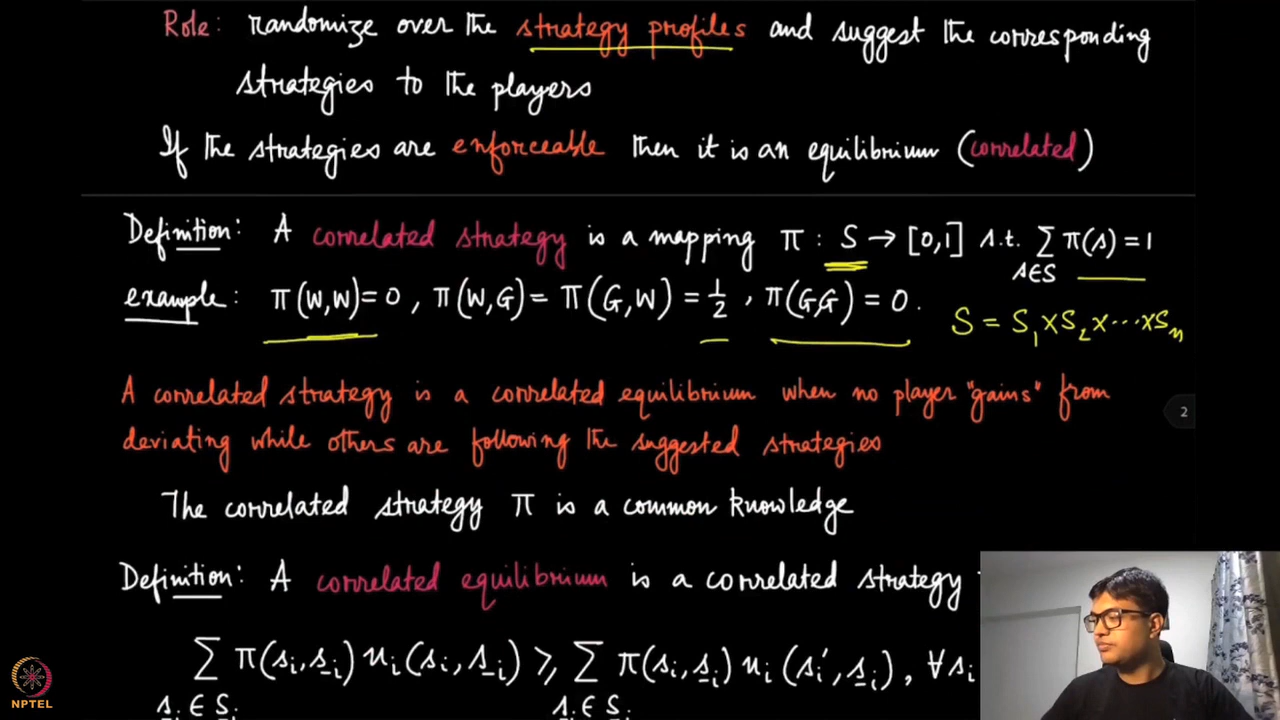 Role: randomize over the strategy profiles and suggest the corresponding
strategies to the players
If the strategies are enforceable then it is an equilibrium (correlated)
Definition: A correlated strategy is a mapping π : S → [0,1] s.t. ∑ π(s) = 1
s∈S
example: π(W,W)=0, π(W,G) = π(G,W) = 1/2, π(G,G) = 0.
S = S₁×S₂×⋯×Sₙ
A correlated strategy is a correlated equilibrium when no player "gains" from
deviating while others are following the suggested strategies
2
The correlated strategy π is a common knowledge
Definition: A correlated equilibrium is a correlated strategy
∑ π(sᵢ,s̲ᵢ) uᵢ(sᵢ,s̲ᵢ) ⩾ ∑ π(sᵢ,s̲ᵢ) uᵢ(sᵢ′,s̲ᵢ), ∀sᵢ
s̲ᵢ∈S̲ᵢ s̲ᵢ∈S̲ᵢ
NPTEL